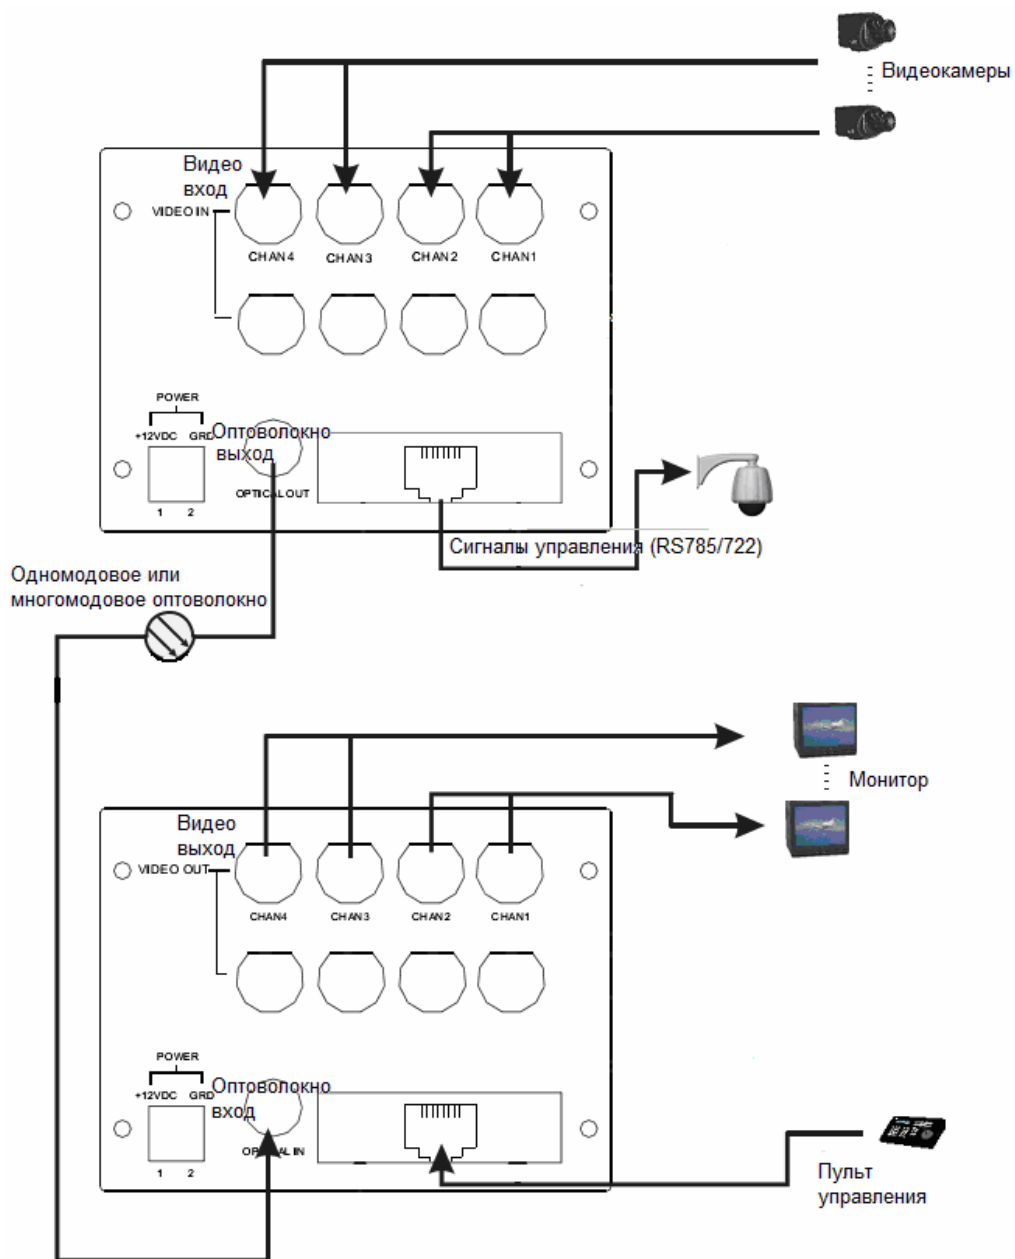 Видеокамеры
Видео
вход
VIDEO IN
CHAN4 CHAN3 CHAN2 CHAN1
POWER
+12VDC GRD
Оптоволокно
выход
OPTICAL OUT
1 2
Сигналы управления (RS785/722)
Одномодовое или
многомодовое оптоволокно
Монитор
Видео
выход
VIDEO OUT
CHAN4 CHAN3 CHAN2 CHAN1
POWER
+12VDC GRD
Оптоволокно
вход
OPTICAL IN
1 2
Пульт
управления